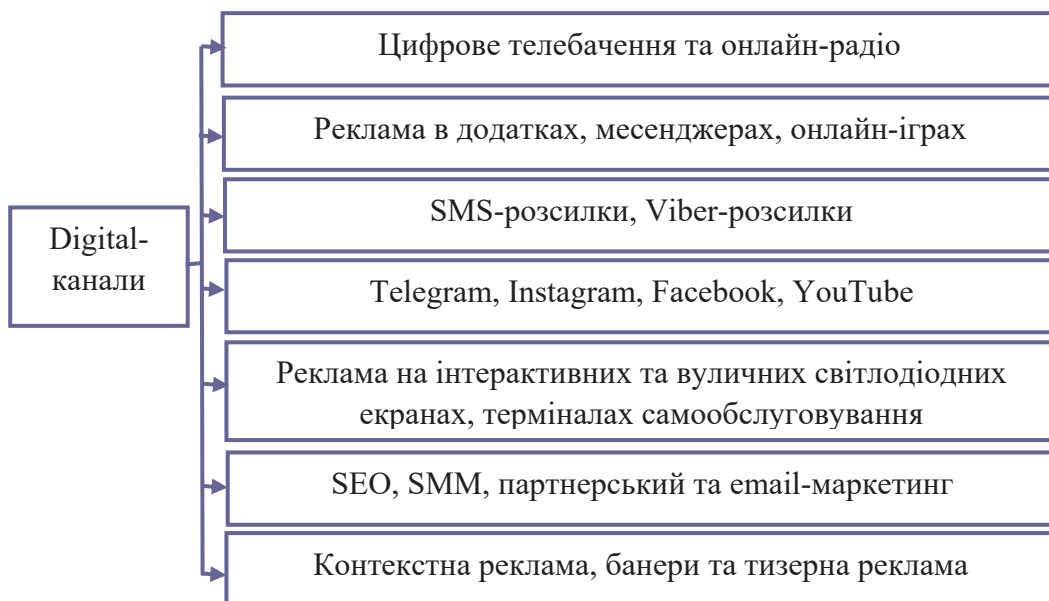 Digital-
канали
Цифрове телебачення та онлайн-радіо
Реклама в додатках, месенджерах, онлайн-іграх
SMS-розсилки, Viber-розсилки
Telegram, Instagram, Facebook, YouTube
Реклама на інтерактивних та вуличних світлодіодних
екранах, терміналах самообслуговування
SEO, SMM, партнерський та email-маркетинг
Контекстна реклама, банери та тизерна реклама